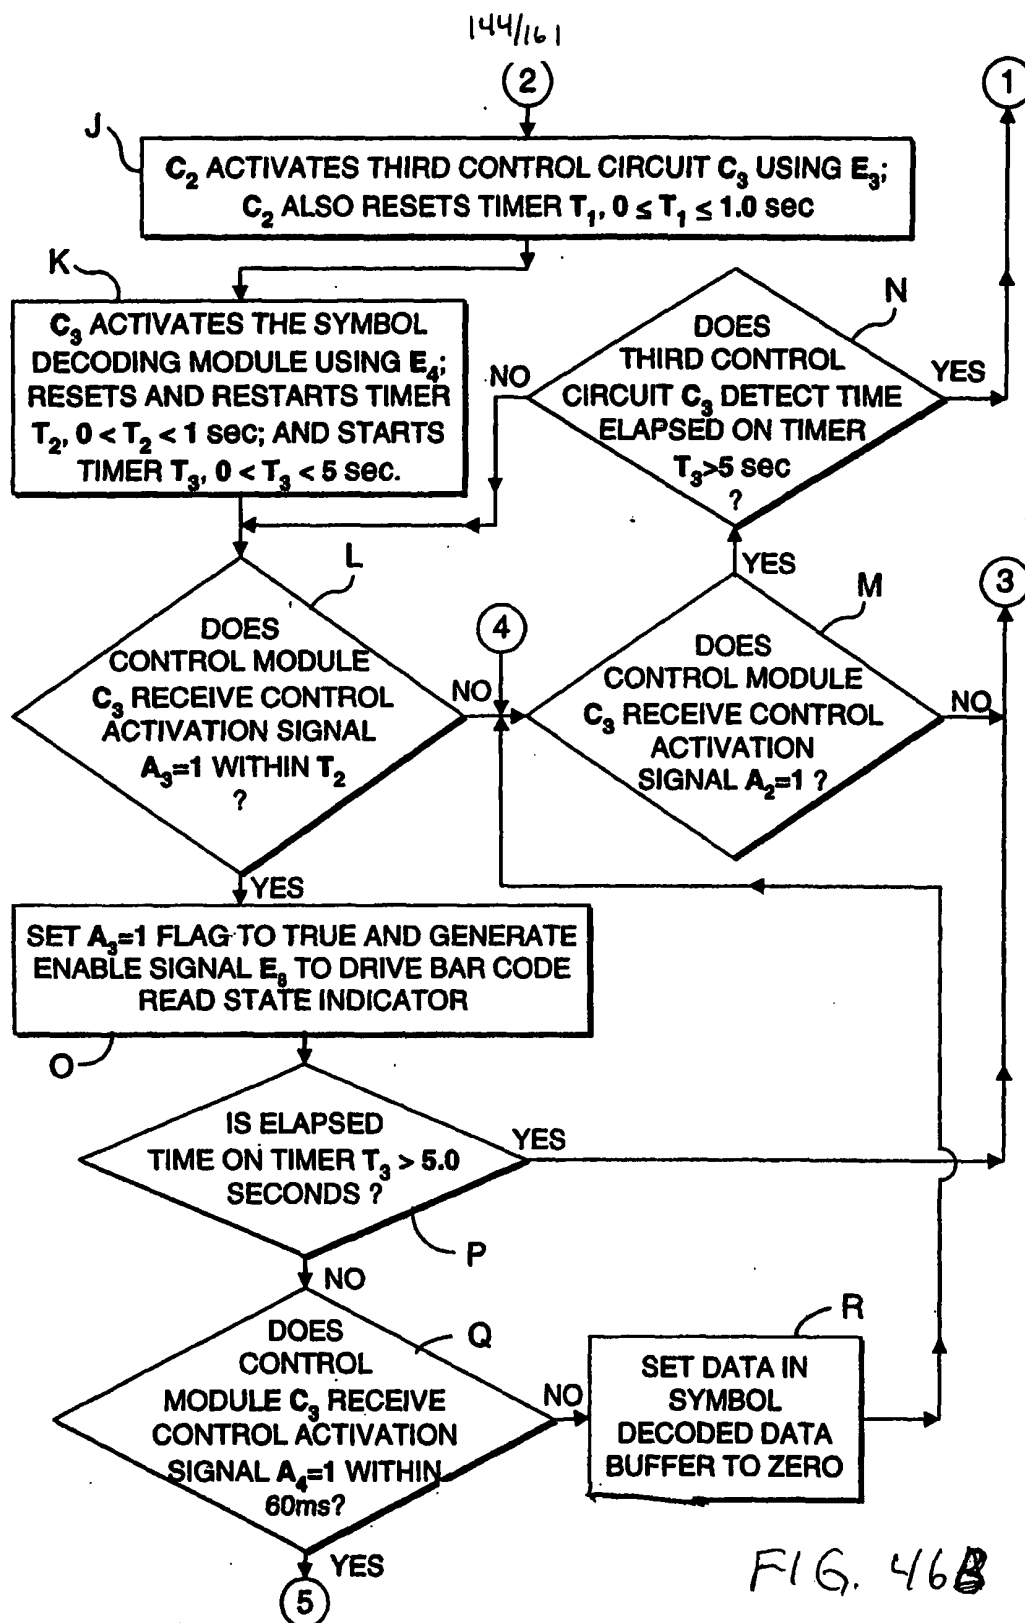 144/161
2
1
J
C2 ACTIVATES THIRD CONTROL CIRCUIT C3 USING E3;
C2 ALSO RESETS TIMER T1, 0 ≤ T1 ≤ 1.0 sec
K
C3 ACTIVATES THE SYMBOL
DECODING MODULE USING E4;
RESETS AND RESTARTS TIMER
T2, 0 < T2 < 1 sec; AND STARTS
TIMER T3, 0 < T3 < 5 sec.
N
DOES
THIRD CONTROL
CIRCUIT C3 DETECT TIME
ELAPSED ON TIMER
T3>5 sec
?
NO
YES
L
DOES
CONTROL MODULE
C3 RECEIVE CONTROL
ACTIVATION SIGNAL
A3=1 WITHIN T2
?
NO
4
YES
M
3
DOES
CONTROL MODULE
C3 RECEIVE CONTROL
ACTIVATION
SIGNAL A2=1 ?
NO
YES
SET A3=1 FLAG TO TRUE AND GENERATE
ENABLE SIGNAL E8 TO DRIVE BAR CODE
READ STATE INDICATOR
O
IS ELAPSED
TIME ON TIMER T3 > 5.0
SECONDS ?
YES
P
NO
DOES
CONTROL
MODULE C3 RECEIVE
CONTROL ACTIVATION
SIGNAL A4=1 WITHIN
60ms?
Q
NO
R
SET DATA IN
SYMBOL
DECODED DATA
BUFFER TO ZERO
YES
5
FIG. 46B